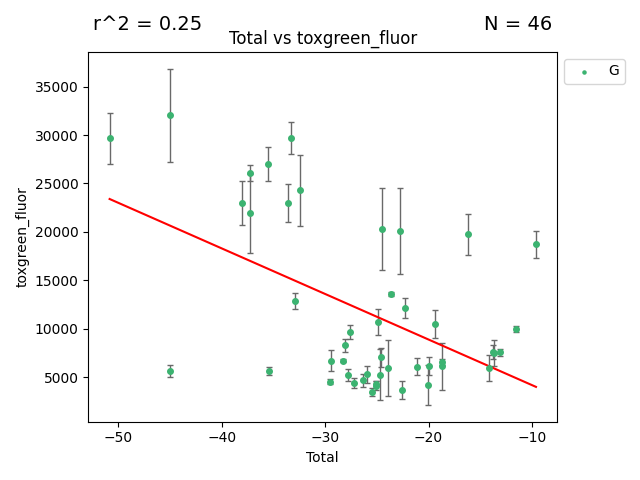 r^2 = 0.25
N = 46
Total vs toxgreen_fluor
G
35000
30000
25000
20000
15000
10000
5000
toxgreen_fluor
−50
−40
−30
−20
−10
Total